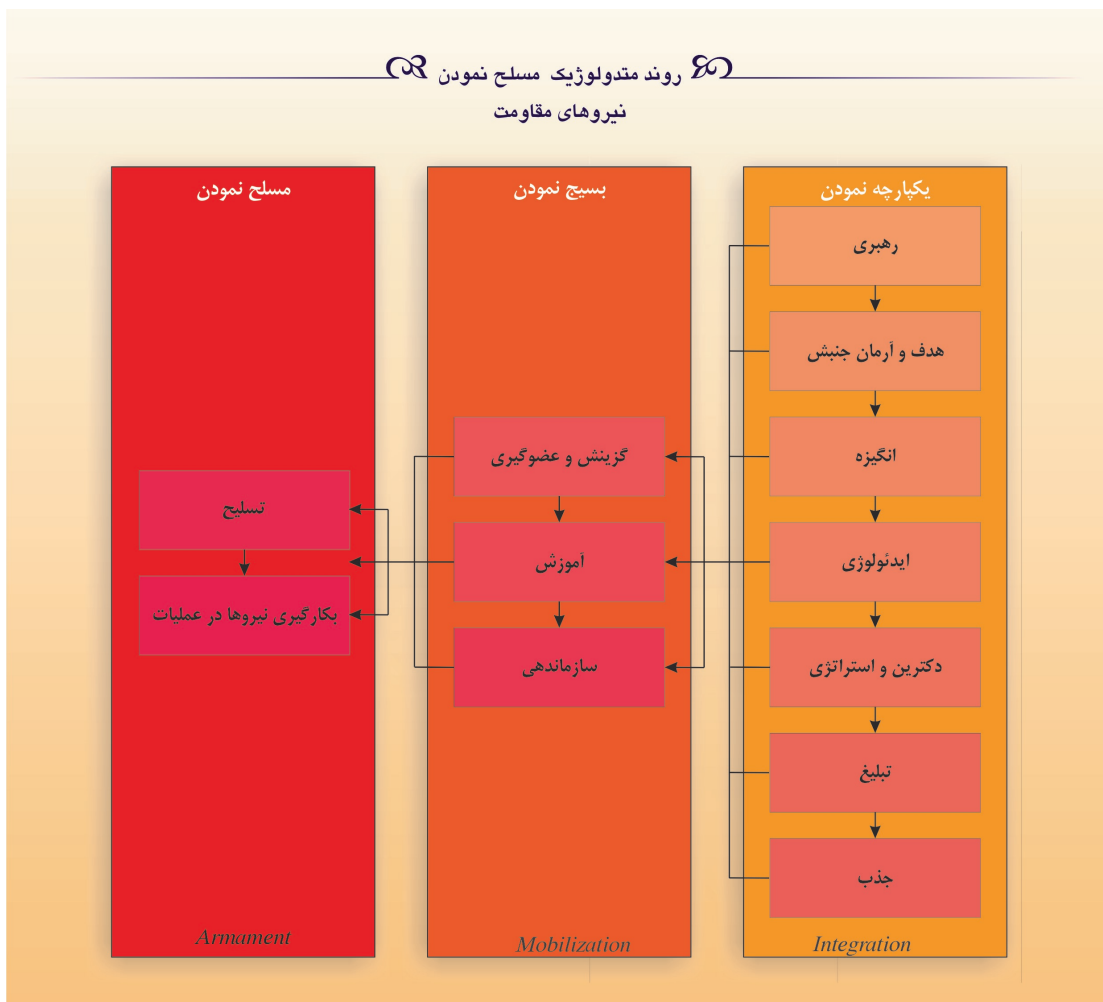 روند متدولوژیک مسلح نمودن
نیروهای مقاومت
یکپارچه نمودن
رهبری
هدف و آرمان جنبش
انگیزه
ایدئولوژی
دکترین و استراتژی
تبلیغ
جذب
Integration
بسیج نمودن
گزینش و عضوگیری
آموزش
سازماندهی
Mobilization
مسلح نمودن
تسلیح
بکارگیری نیروها در عملیات
Armament